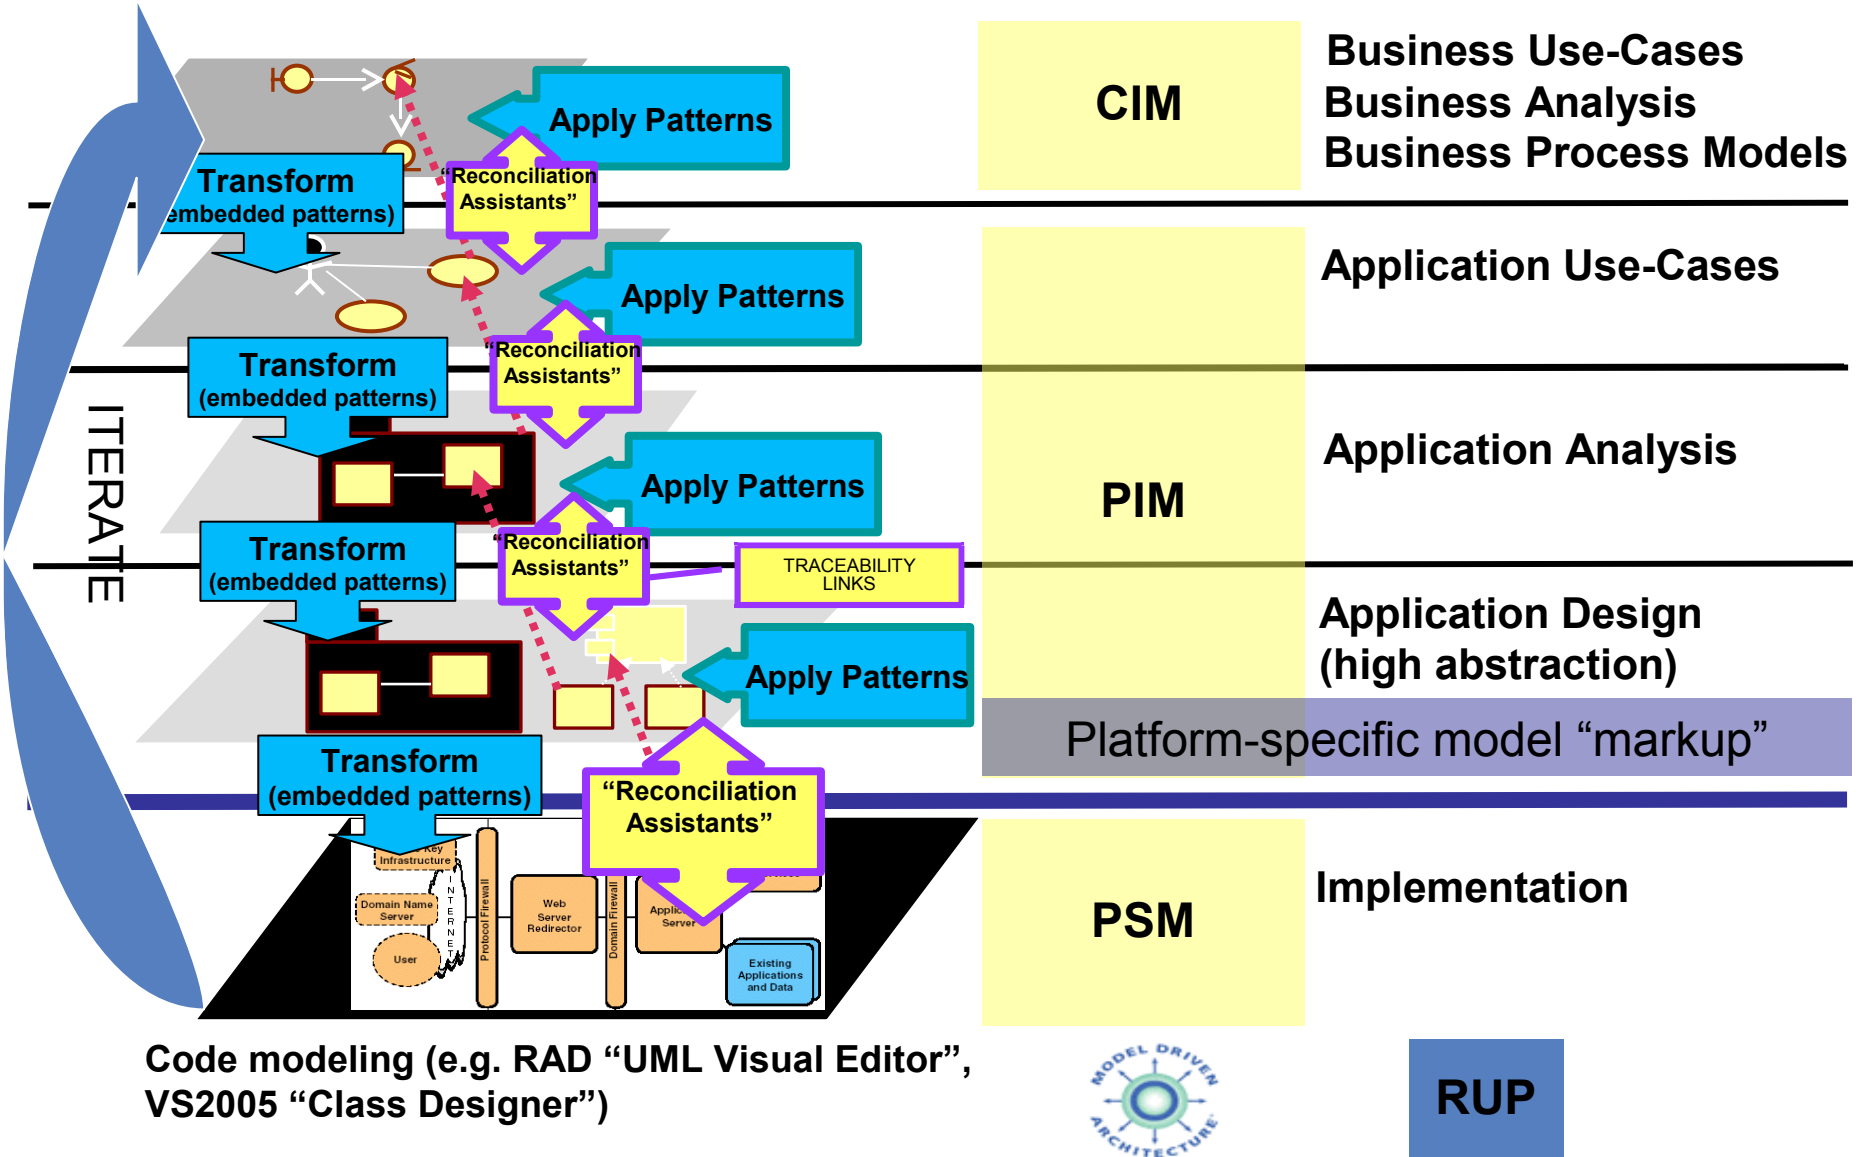 Business Use-Cases
Business Analysis
Business Process Models
CIM
Apply Patterns
Transform
(embedded patterns)
“Reconciliation
Assistants”
Application Use-Cases
Apply Patterns
Transform
(embedded patterns)
“Reconciliation
Assistants”
ITERATE
Application Analysis
PIM
Apply Patterns
Transform
(embedded patterns)
“Reconciliation
Assistants”
TRACEABILITY
LINKS
Application Design
(high abstraction)
Apply Patterns
Platform-specific model “markup”
Transform
(embedded patterns)
“Reconciliation
Assistants”
Key
Infrastructure
INTERNET
Domain Name
Server
User
Protocol Firewall
Web
Server
Redirector
Domain Firewall
Server
Existing
Applications
and Data
PSM
Implementation
Code modeling (e.g. RAD “UML Visual Editor”,
VS2005 “Class Designer”)
MODEL DRIVEN
ARCHITECTURE
RUP